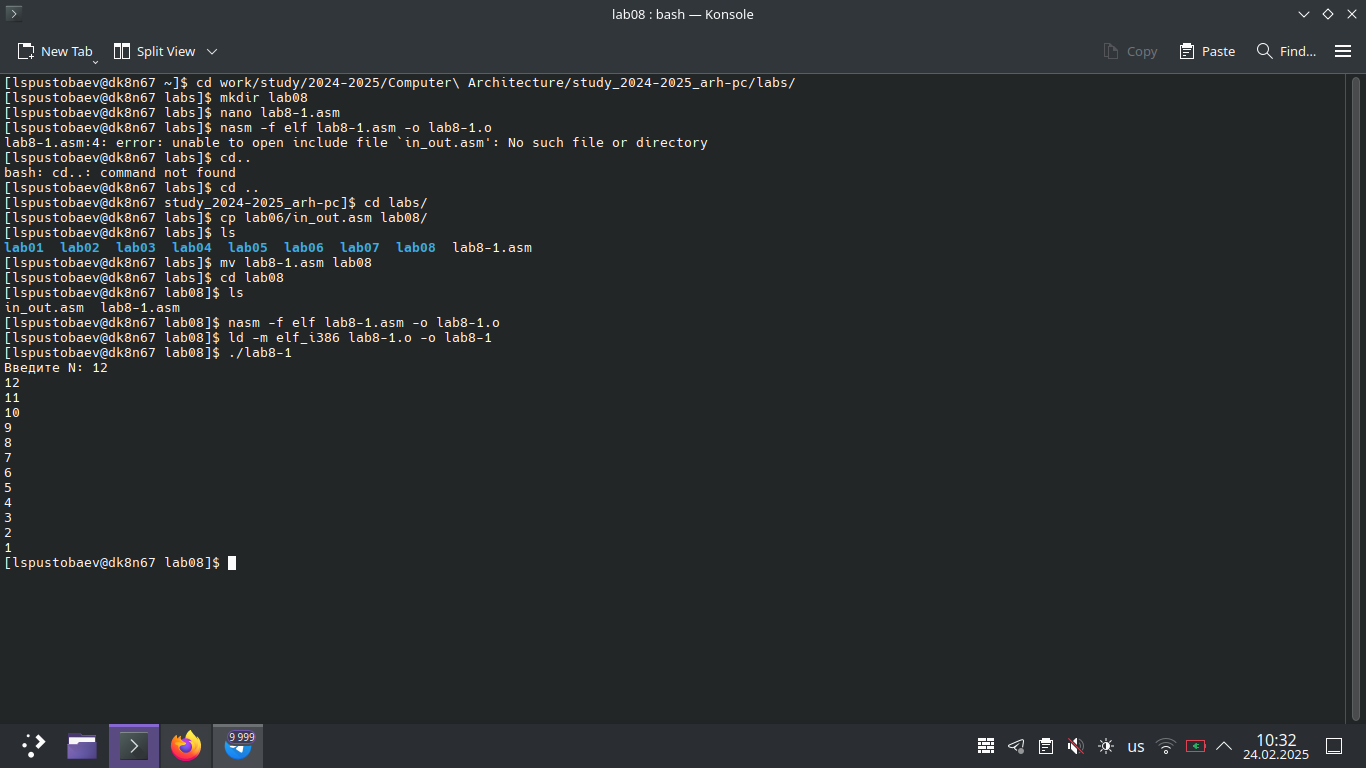 lab08 : bash — Konsole
New Tab Split View Copy Paste Find...
[lspustobaev@dk8n67 ~]$ cd work/study/2024-2025/Computer\ Architecture/study_2024-2025_arh-pc/labs/
[lspustobaev@dk8n67 labs]$ mkdir lab08
[lspustobaev@dk8n67 labs]$ nano lab8-1.asm
[lspustobaev@dk8n67 labs]$ nasm -f elf lab8-1.asm -o lab8-1.o
lab8-1.asm:4: error: unable to open include file `in_out.asm': No such file or directory
[lspustobaev@dk8n67 labs]$ cd..
bash: cd..: command not found
[lspustobaev@dk8n67 labs]$ cd ..
[lspustobaev@dk8n67 study_2024-2025_arh-pc]$ cd labs/
[lspustobaev@dk8n67 labs]$ cp lab06/in_out.asm lab08/
[lspustobaev@dk8n67 labs]$ ls
lab01 lab02 lab03 lab04 lab05 lab06 lab07 lab08 lab8-1.asm
[lspustobaev@dk8n67 labs]$ mv lab8-1.asm lab08
[lspustobaev@dk8n67 labs]$ cd lab08
[lspustobaev@dk8n67 lab08]$ ls
in_out.asm lab8-1.asm
[lspustobaev@dk8n67 lab08]$ nasm -f elf lab8-1.asm -o lab8-1.o
[lspustobaev@dk8n67 lab08]$ ld -m elf_i386 lab8-1.o -o lab8-1
[lspustobaev@dk8n67 lab08]$ ./lab8-1
Введите N: 12
12
11
10
9
8
7
6
5
4
3
2
1
[lspustobaev@dk8n67 lab08]$
9 999
us
10:32
24.02.2025